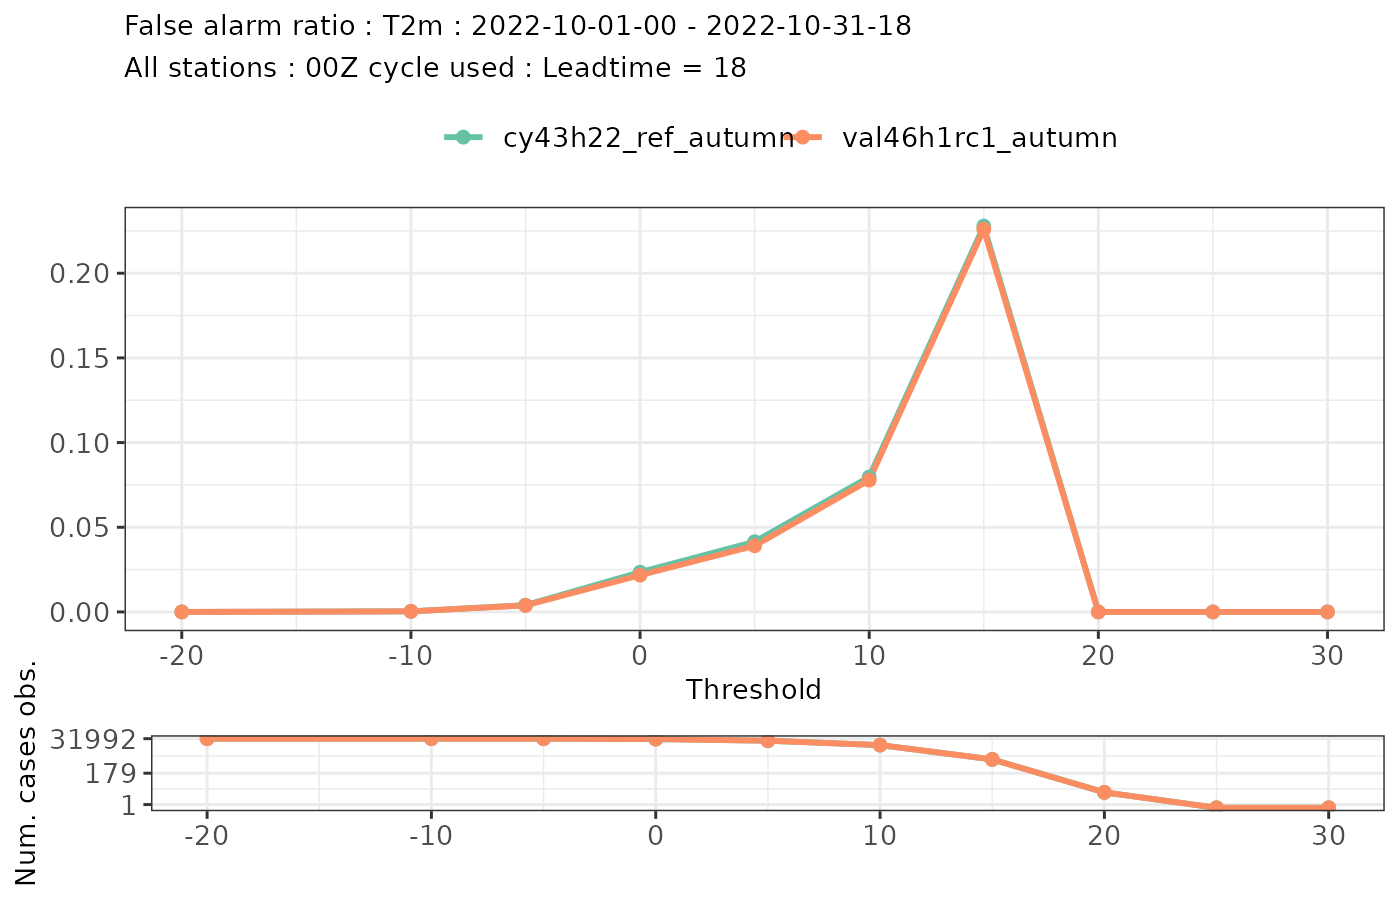 False alarm ratio : T2m : 2022-10-01-00 - 2022-10-31-18
All stations : 00Z cycle used : Leadtime = 18
cy43h22_ref_autumn val46h1rc1_autumn
0.20
0.15
0.10
0.05
0.00
-20 -10 0 10 20 30
Threshold
Num. cases obs.
31992
179
1
-20 -10 0 10 20 30